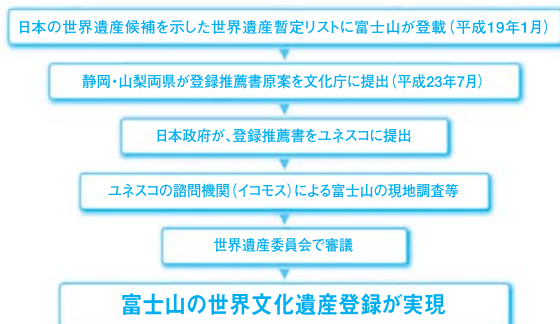 日本の世界遺産候補を示した世界遺産暫定リストに富士山が登載（平成19年1月）
静岡・山梨両県が登録推薦書原案を文化庁に提出（平成23年7月）
日本政府が、登録推薦書をユネスコに提出
ユネスコの諮問機関（イコモス）による富士山の現地調査等
世界遺産委員会で審議
富士山の世界文化遺産登録が実現